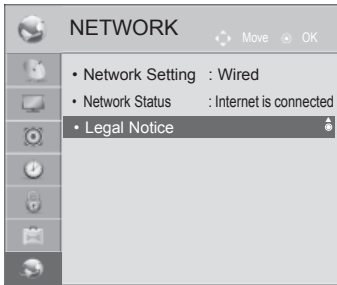 NETWORK
Move OK
• Network Setting : Wired
• Network Status : Internet is connected
• Legal Notice